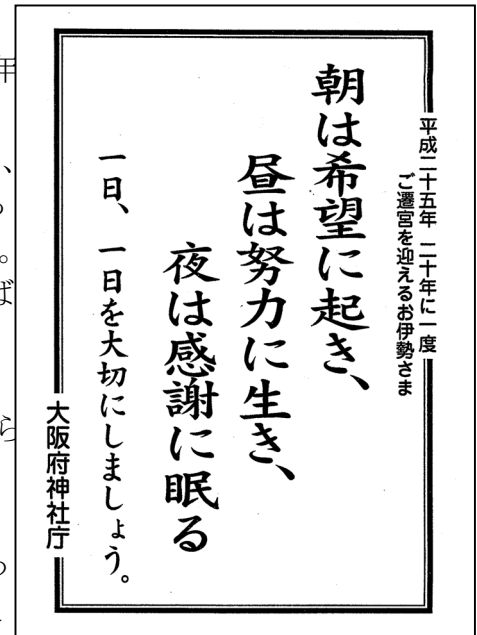 平成二十五年 二十年に一度
ご遷宮を迎えるお伊勢さま
朝は希望に起き、
昼は努力に生き、
夜は感謝に眠る
一日、一日を大切にしましょう。
大阪府神社庁
年
、
。ば
ら